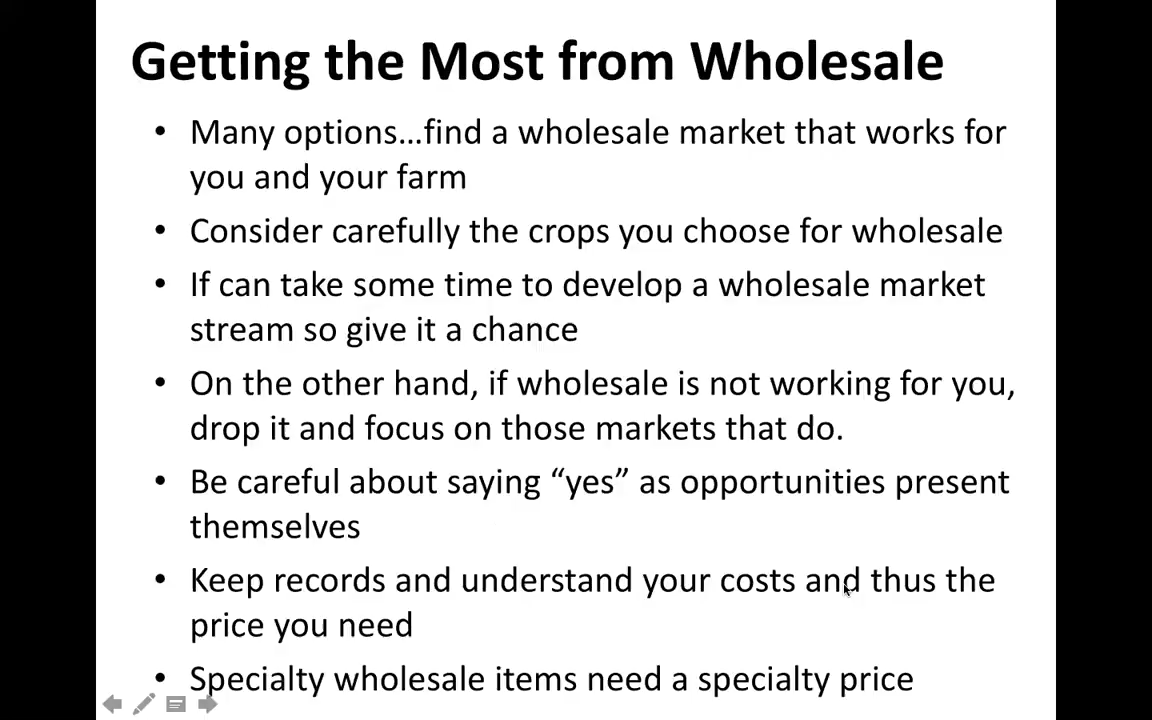 Getting the Most from Wholesale
• Many options...find a wholesale market that works for
you and your farm
• Consider carefully the crops you choose for wholesale
• If can take some time to develop a wholesale market
stream so give it a chance
• On the other hand, if wholesale is not working for you,
drop it and focus on those markets that do.
• Be careful about saying “yes” as opportunities present
themselves
• Keep records and understand your costs and thus the
price you need
• Specialty wholesale items need a specialty price